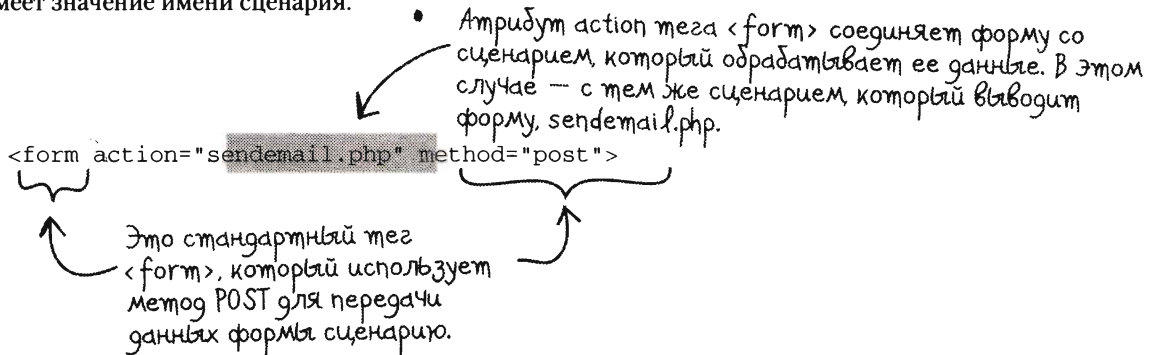 меет значение имени сценария.
• Атрибут action тега <form> соединяет форму со
сценарием, который обрабатывает ее данные. В этом
случае — с тем же сценарием, который выводит
форму, sendemail.php.
<form action="sendemail.php" method="post">
Это стандартный тег
<form>, который использует
метод POST для передачи
данных формы сценарию.